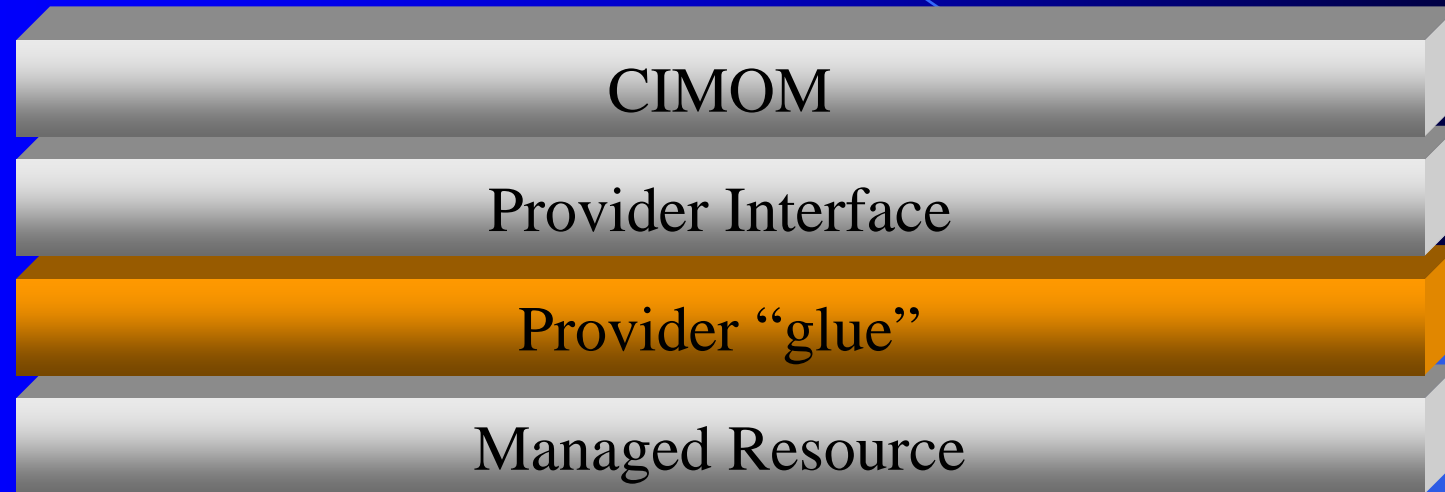 CIMOM
Provider Interface
Provider “glue”
Managed Resource